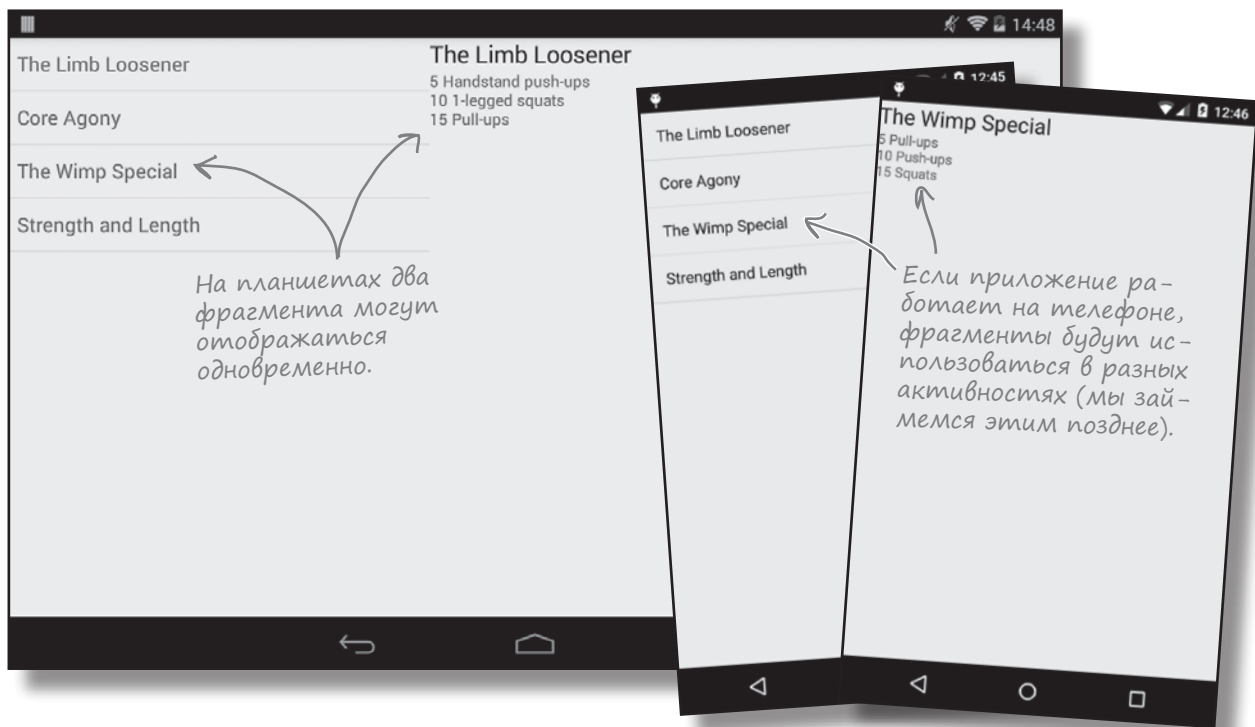 14:48
The Limb Loosener
Core Agony
The Wimp Special
Strength and Length
The Limb Loosener
5 Handstand push-ups
10 1-legged squats
15 Pull-ups
На планшетах два
фрагмента могут
отображаться
одновременно.
12:45
The Limb Loosener
Core Agony
The Wimp Special
Strength and Length
12:46
The Wimp Special
5 Pull-ups
10 Push-ups
15 Squats
Если приложение ра-
ботает на телефоне,
фрагменты будут ис-
пользоваться в разных
активностях (мы зай-
мемся этим позднее).